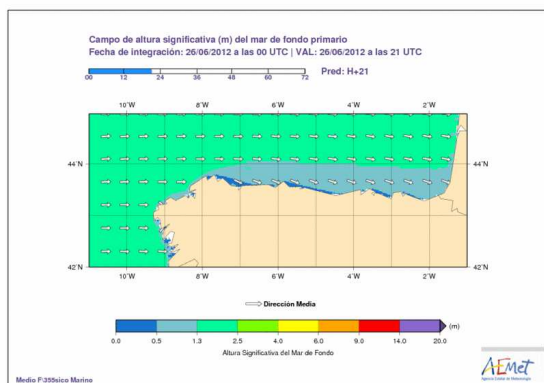 Campo de altura significativa (m) del mar de fondo primario
Fecha de integración: 26/06/2012 a las 00 UTC | VAL: 26/06/2012 a las 21 UTC
00 12 24 36 48 60 72 Pred: H+21
10˚W 8˚W 6˚W 4˚W 2˚W
44˚N 44˚N
42˚N 42˚N
10˚W 8˚W 6˚W 4˚W 2˚W
Dirección Media
0.0 0.5 1.3 2.5 4.0 6.0 9.0 14.0 20.0 (m)
Altura Significativa del Mar de Fondo
AEMet
Agencia Estatal de Meteorología
Medio F:355sico Marino